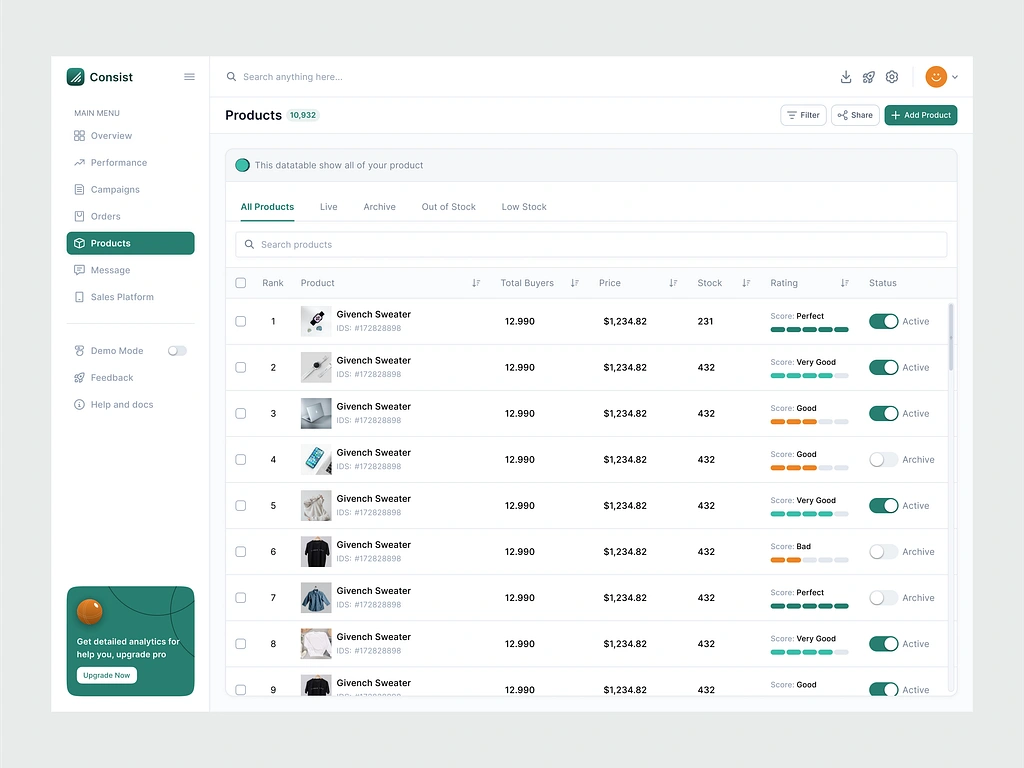 Consist
Search anything here...
MAIN MENU
Overview
Performance
Campaigns
Orders
Products
Message
Sales Platform
Demo Mode
Feedback
Help and docs
Get detailed analytics for
help you, upgrade pro
Upgrade Now
Products 10,932
Filter Share Add Product
This datatable show all of your product
All Products Live Archive Out of Stock Low Stock
Search products
Rank Product Total Buyers Price Stock Rating Status
1 Givench Sweater 12.990 $1,234.82 231 Score: Perfect Active
IDS: #172828898
2 Givench Sweater 12.990 $1,234.82 432 Score: Very Good Active
IDS: #172828898
3 Givench Sweater 12.990 $1,234.82 432 Score: Good Active
IDS: #172828898
4 Givench Sweater 12.990 $1,234.82 432 Score: Good Archive
IDS: #172828898
5 Givench Sweater 12.990 $1,234.82 432 Score: Very Good Active
IDS: #172828898
6 Givench Sweater 12.990 $1,234.82 432 Score: Bad Archive
IDS: #172828898
7 Givench Sweater 12.990 $1,234.82 432 Score: Perfect Archive
IDS: #172828898
8 Givench Sweater 12.990 $1,234.82 432 Score: Very Good Active
IDS: #172828898
9 Givench Sweater 12.990 $1,234.82 432 Score: Good Active